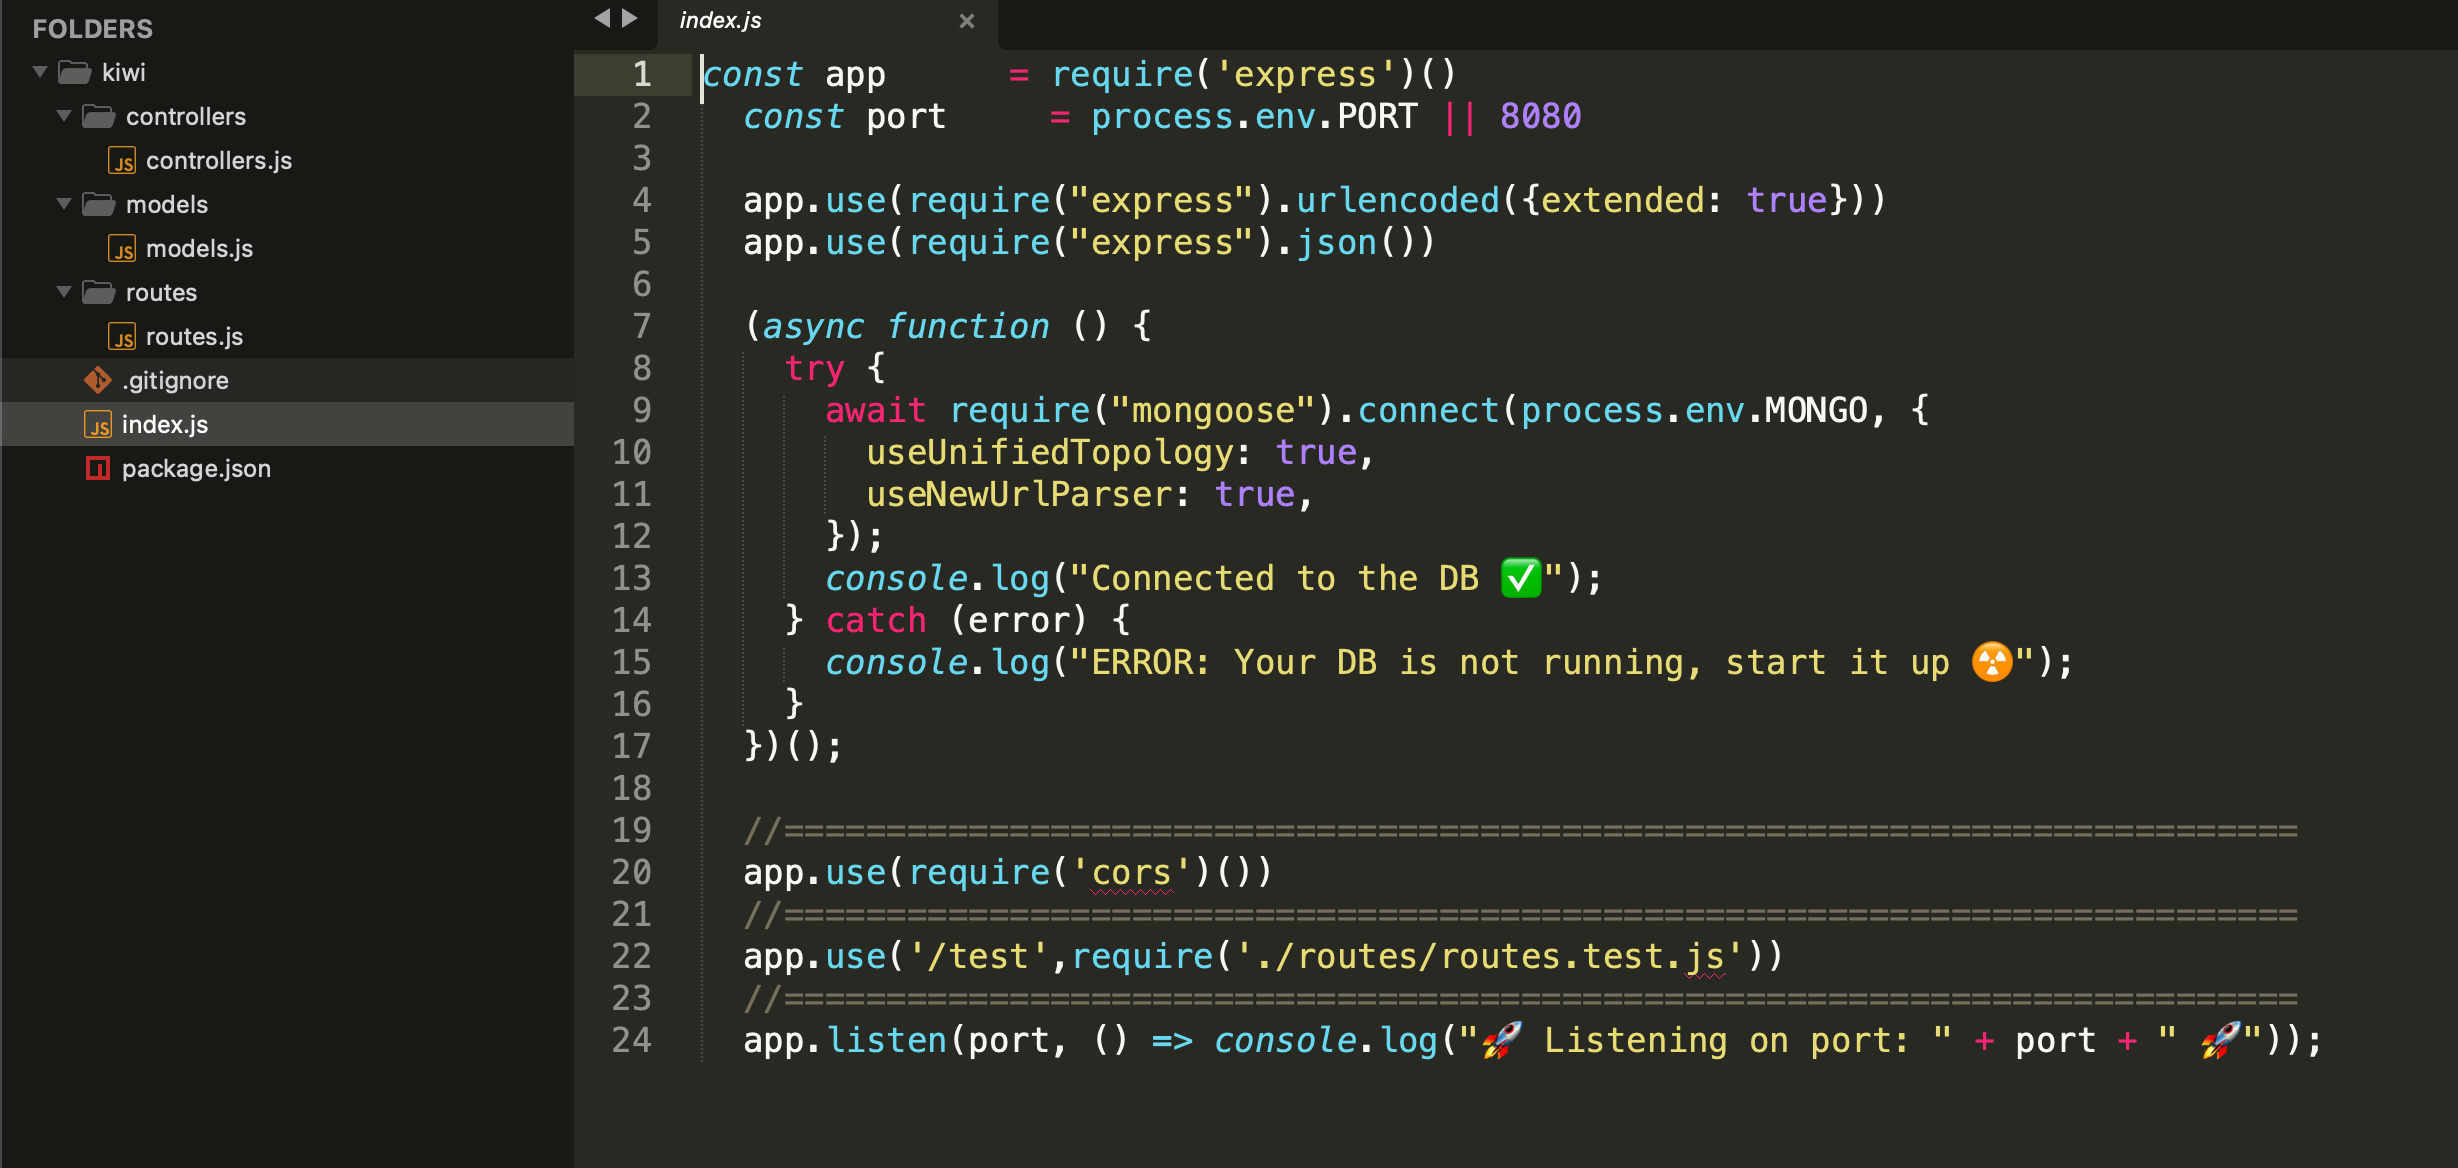 FOLDERS
kiwi
controllers
controllers.js
models
models.js
routes
routes.js
.gitignore
index.js
package.json
index.js ×
1 const app      = require('express')()
2   const port     = process.env.PORT || 8080
3
4   app.use(require("express").urlencoded({extended: true}))
5   app.use(require("express").json())
6
7   (async function () {
8     try {
9       await require("mongoose").connect(process.env.MONGO, {
10         useUnifiedTopology: true,
11         useNewUrlParser: true,
12       });
13       console.log("Connected to the DB ✅");
14     } catch (error) {
15       console.log("ERROR: Your DB is not running, start it up ☢️");
16     }
17   })();
18
19   //==========================================================================
20   app.use(require('cors')())
21   //==========================================================================
22   app.use('/test',require('./routes/routes.test.js'))
23   //==========================================================================
24   app.listen(port, () => console.log("🚀 Listening on port: " + port + " 🚀"));